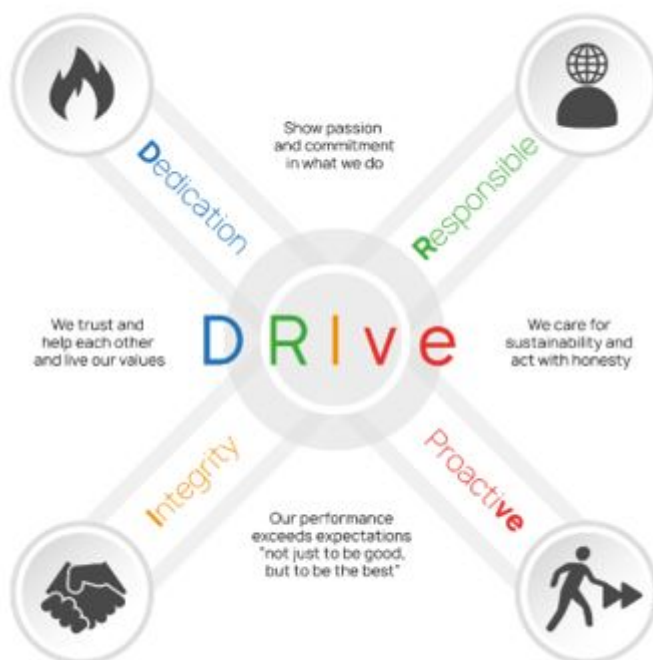 Show passion
and commitment
in what we do
Dedication
Responsible
We trust and
help each other
and live our values
DRIve
We care for
sustainability and
act with honesty
Integrity
Proactive
Our performance
exceeds expectations
"not just to be good,
but to be the best"